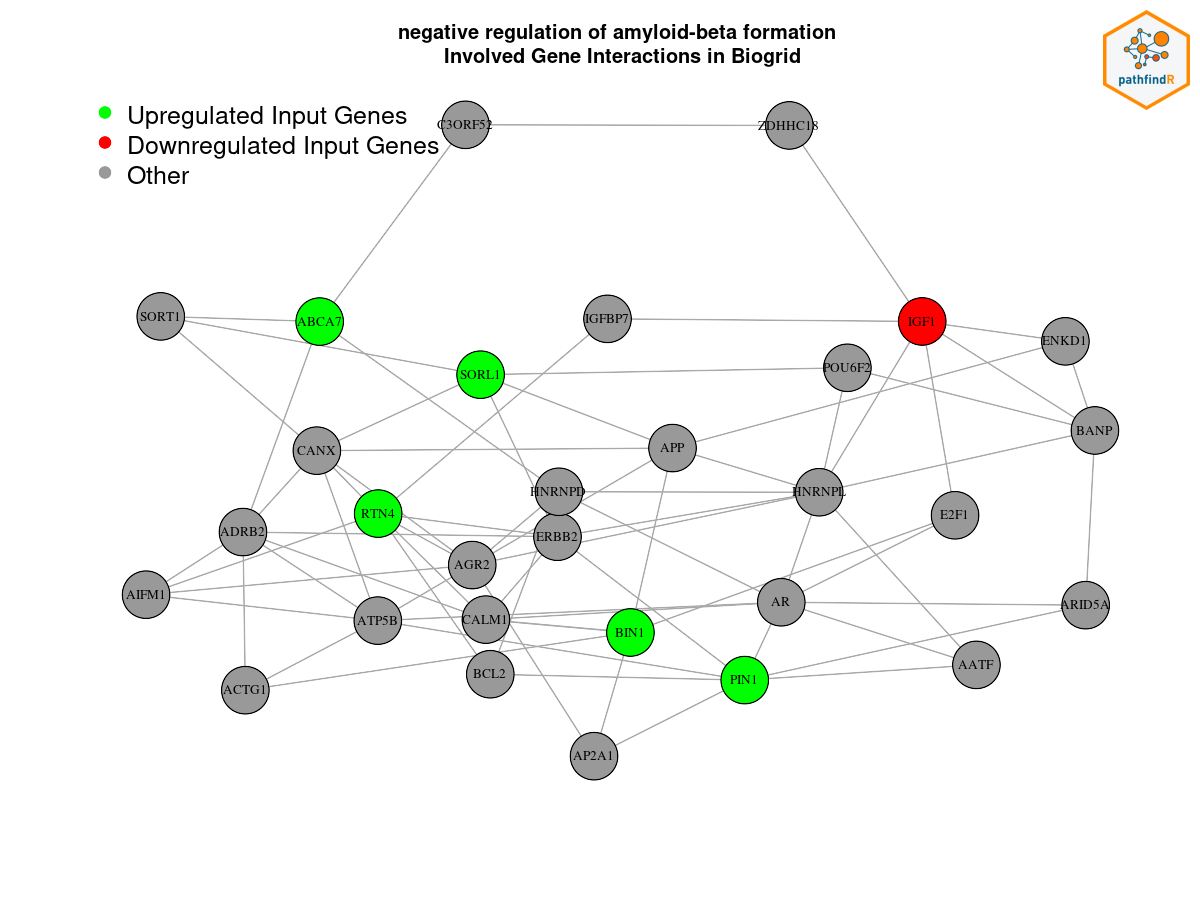 negative regulation of amyloid-beta formation
Involved Gene Interactions in Biogrid
pathfindR
Upregulated Input Genes
Downregulated Input Genes
Other
C3ORF52
ZDHHC18
SORT1
ABCA7
IGFBP7
IGF1
ENKD1
SORL1
POU6F2
BANP
CANX
APP
HNRNPD
HNRNPL
RTN4
E2F1
ADRB2
ERBB2
AGR2
AIFM1
AR
ARID5A
ATP5B
CALM1
BIN1
AATF
BCL2
PIN1
ACTG1
AP2A1